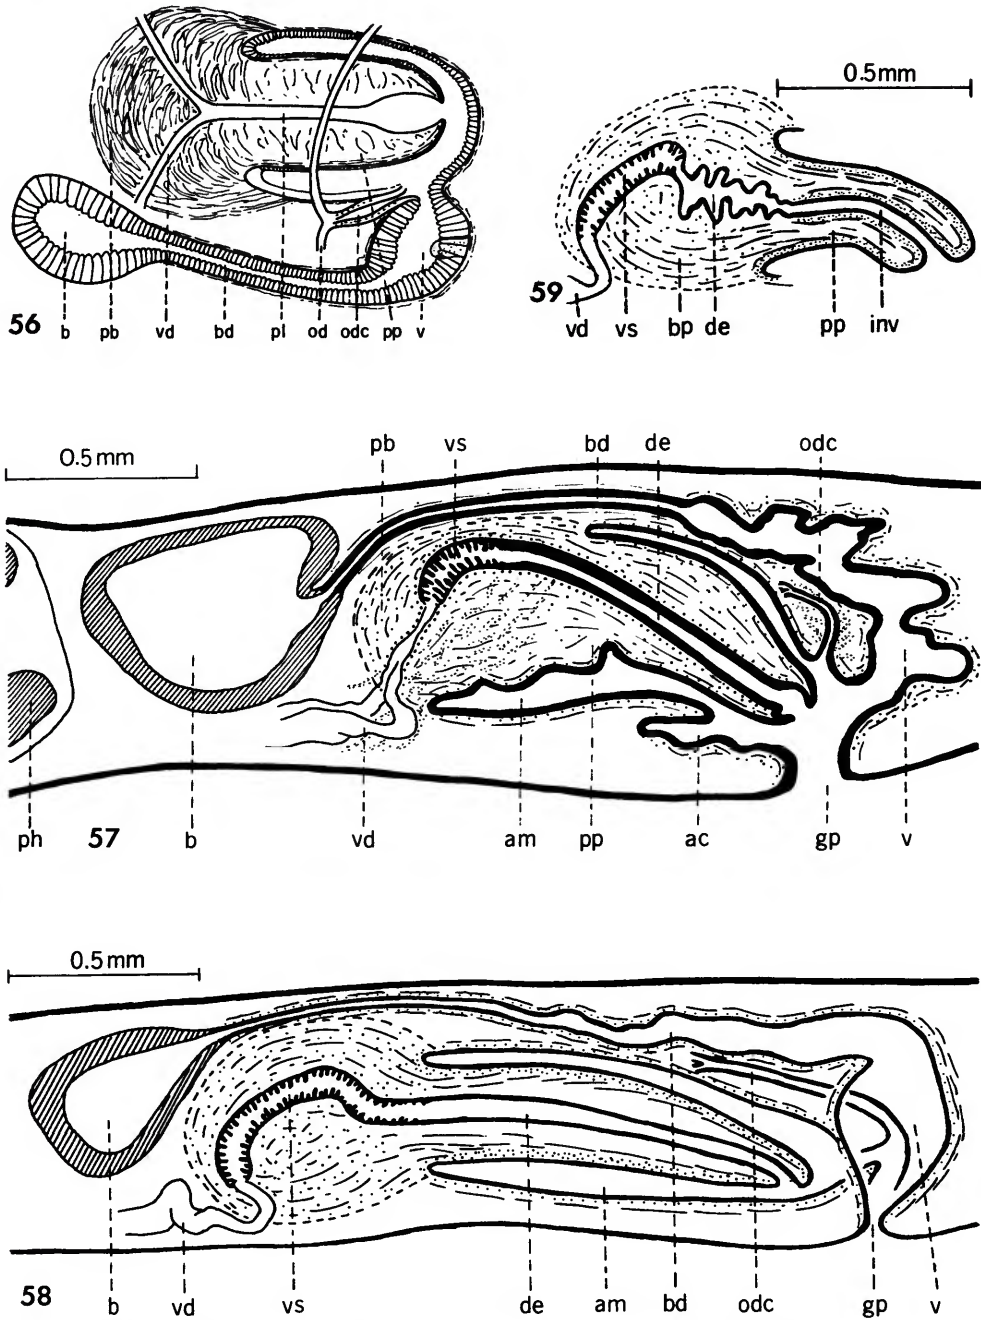 0.5mm
56 b pb vd bd pl od odc pp v
59
vd vs bp de pp inv
pb vs bd de odc
0.5mm
ph 57 b vd am pp ac gp v
0.5mm
58 b vd vs de am bd odc gp v